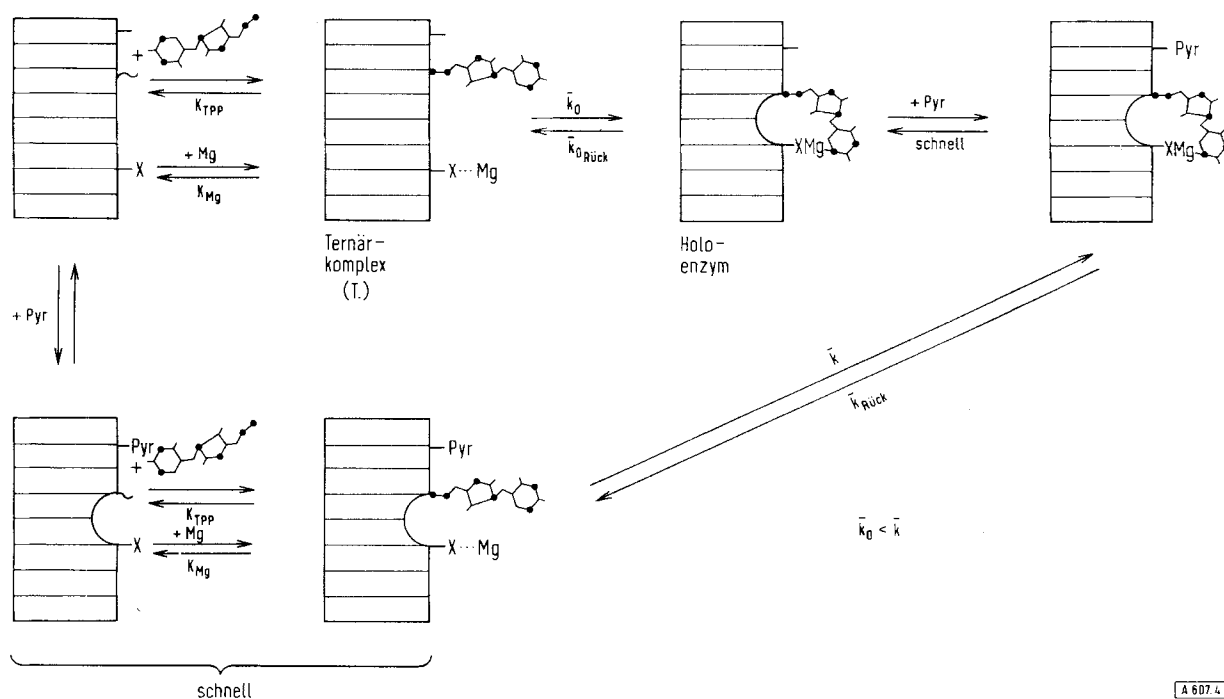 +
K_TPP
+ Mg
K_Mg
X
X···Mg
Ternär-
komplex
(T.)
k̄_0
k̄_0 Rück
XMg
Holo-
enzym
+ Pyr
schnell
Pyr
XMg
+ Pyr
Pyr
+
K_TPP
+ Mg
K_Mg
X
Pyr
X···Mg
k̄
k̄_Rück
k̄_0 < k̄
schnell
A 607.4